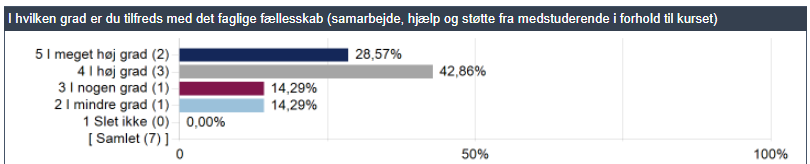 I hvilken grad er du tilfreds med det faglige fællesskab (samarbejde, hjælp og støtte fra medstuderende i forhold til kurset)
5 I meget høj grad (2) 28,57%
4 I høj grad (3) 42,86%
3 I nogen grad (1) 14,29%
2 I mindre grad (1) 14,29%
1 Slet ikke (0) 0,00%
[ Samlet (7) ]
0 50% 100%